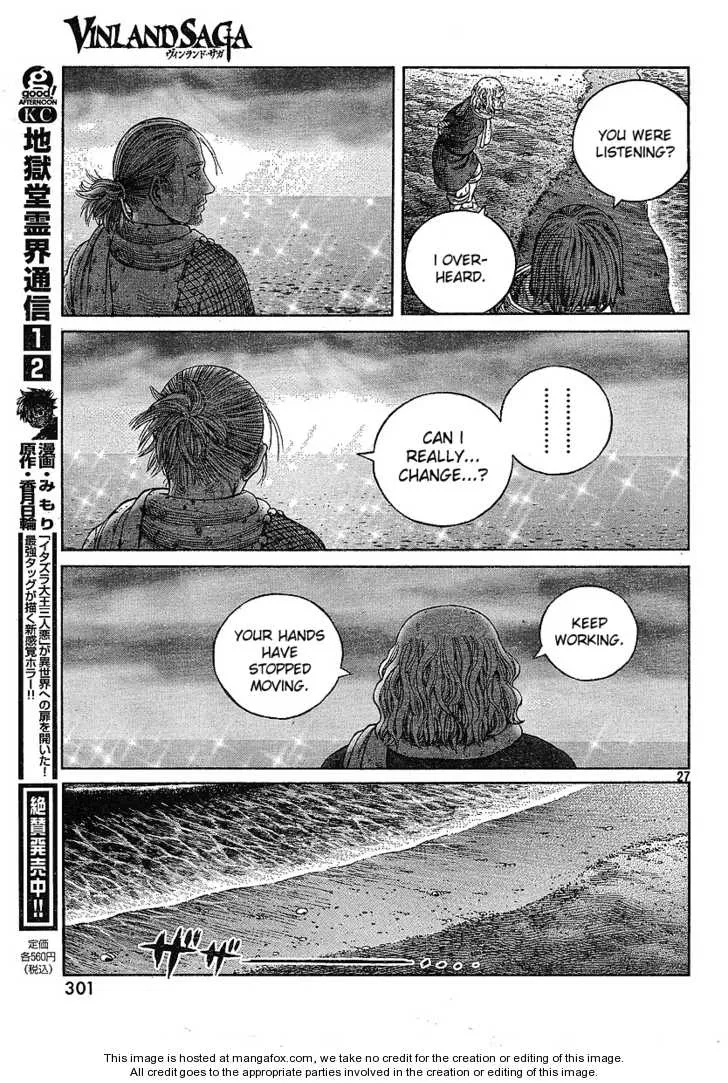 VINLAND SAGA
ヴィンランド・サガ
good!
AFTERNOON
KC
地獄堂霊界通信
1
2
漫画・みもり
原作・香月日輪
「イタズラ大王三人悪」が異世界への扉を開いた！
最強タッグが描く新感覚ホラー!!
絶賛発売中!!
定価
各560円
(税込)
YOU WERE
LISTENING?
I OVER-
HEARD.
CAN I
REALLY...
CHANGE...?
KEEP
WORKING.
YOUR HANDS
HAVE
STOPPED
MOVING.
27
ザザ
301
This image is hosted at mangafox.com, we take no credit for the creation or editing of this image.
All credit goes to the appropriate parties involved in the creation or editing of this image.